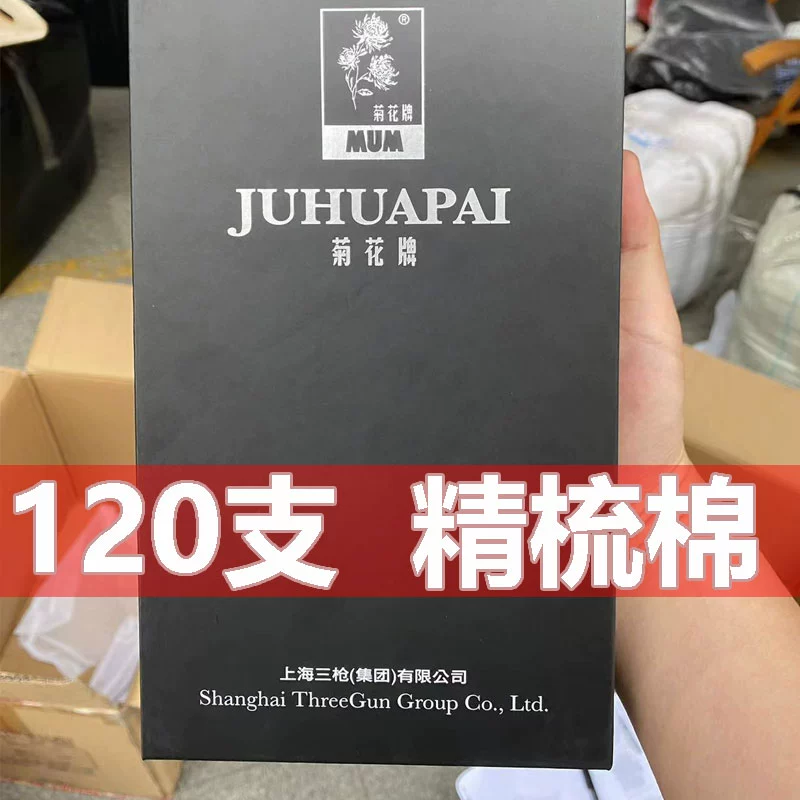 ®
菊花牌
MUM
JUHUAPAI
菊花牌
120支 精梳棉
上海三枪(集团)有限公司
Shanghai ThreeGun Group Co., Ltd.